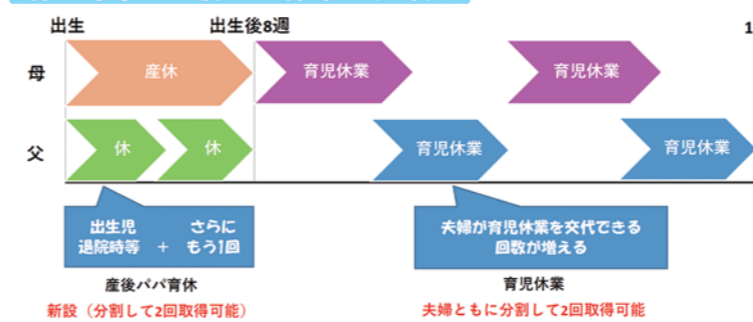 出生
出生後8週
1
母
産休
育児休業
育児休業
父
休
休
育児休業
育児休業
出生児 さらに
退院時等 + もう1回
夫婦が育児休業を交代できる
回数が増える
産後パパ育休
育児休業
新設（分割して2回取得可能）
夫婦ともに分割して2回取得可能